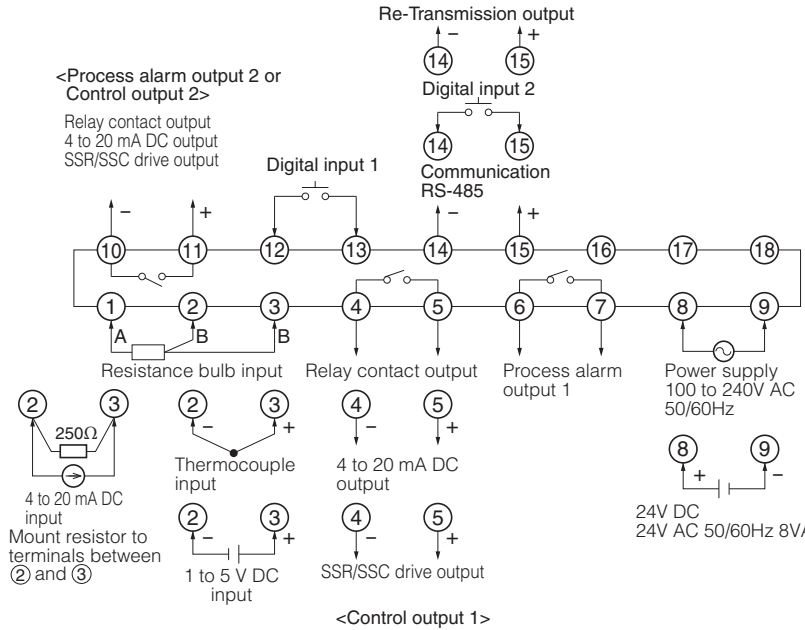 Re-Transmission output
− +
14 15
<Process alarm output 2 or
Control output 2>
Digital input 2
Relay contact output
4 to 20 mA DC output
SSR/SSC drive output
14 15
Digital input 1
Communication
RS-485
− + − +
10 11 12 13 14 15 16 17 18
1 2 3 4 5 6 7 8 9
A B B
Resistance bulb input
Relay contact output
Process alarm
output 1
Power supply
100 to 240V AC
50/60Hz
2 3
250Ω
4 to 20 mA DC
input
Mount resistor to
terminals between
2 and 3
2 3
− +
Thermocouple
input
4 5
− +
4 to 20 mA DC
output
8 9
+ −
24V DC
24V AC 50/60Hz 8VA
2 3
− +
1 to 5 V DC
input
4 5
− +
SSR/SSC drive output
<Control output 1>